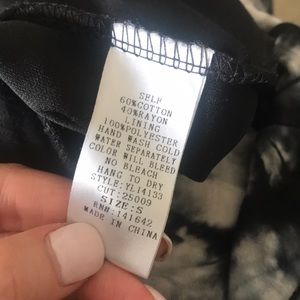 SELF
60%COTTON
40%RAYON
LINING
100%POLYESTER
HAND WASH COLD
WATER SEPARATELY
COLOR WILL BLEED
NO BLEACH
HANG TO DRY
STYLE:YL14133
CUT:25009
SIZE:S
RN#:141642
MADE IN CHINA